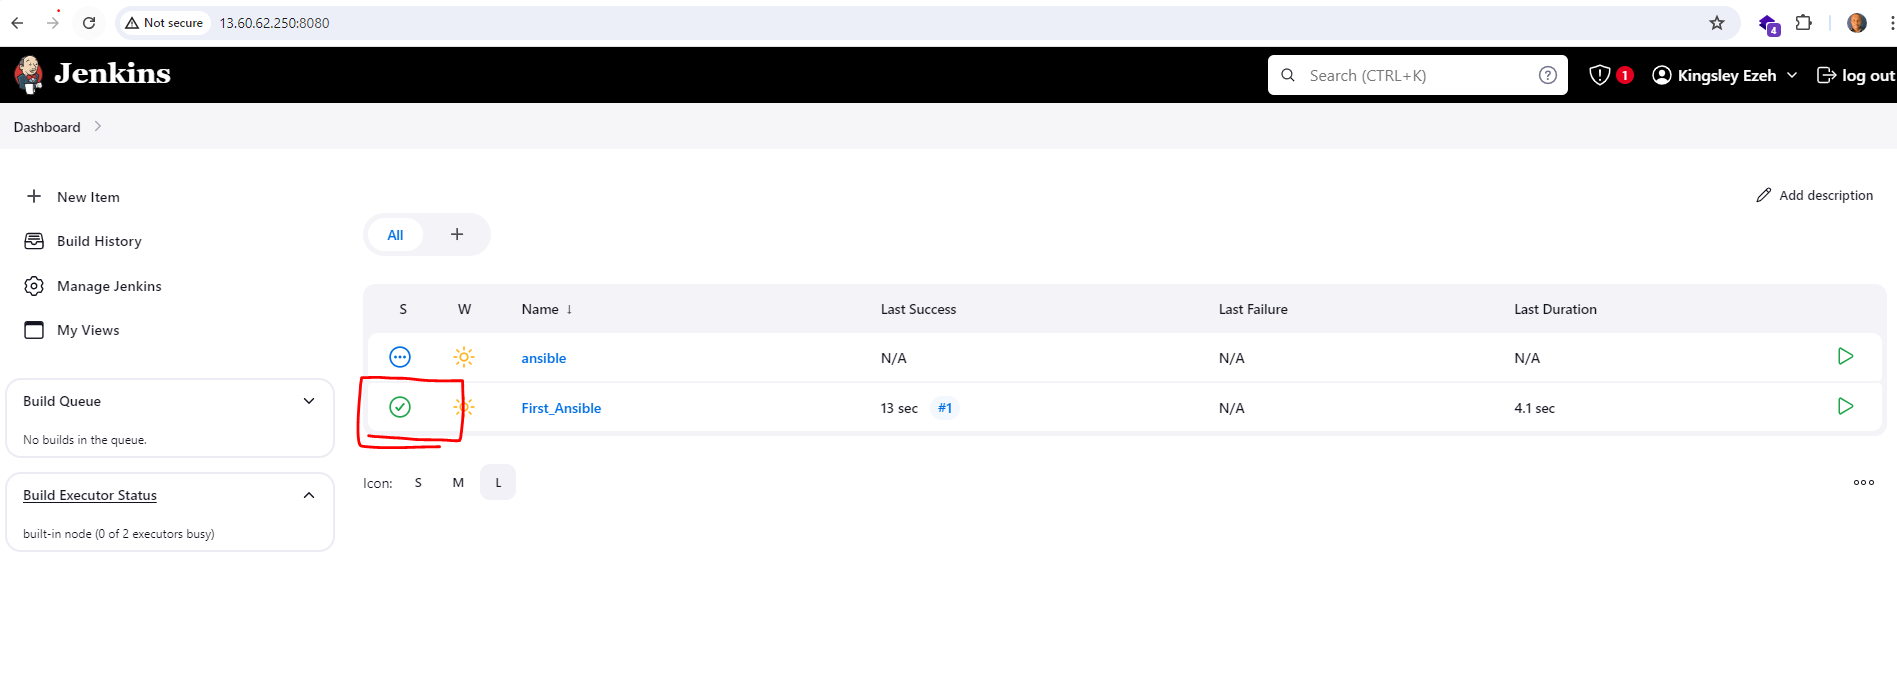 Not secure 13.60.62.250:8080
4
Jenkins
Search (CTRL+K) ?
1 Kingsley Ezeh log out
Dashboard
New Item
Add description
All +
Build History
Manage Jenkins
My Views
S W Name ↓ Last Success Last Failure Last Duration
ansible N/A N/A N/A
First_Ansible 13 sec #1 N/A 4.1 sec
Build Queue
No builds in the queue.
Icon: S M L
Build Executor Status
built-in node (0 of 2 executors busy)